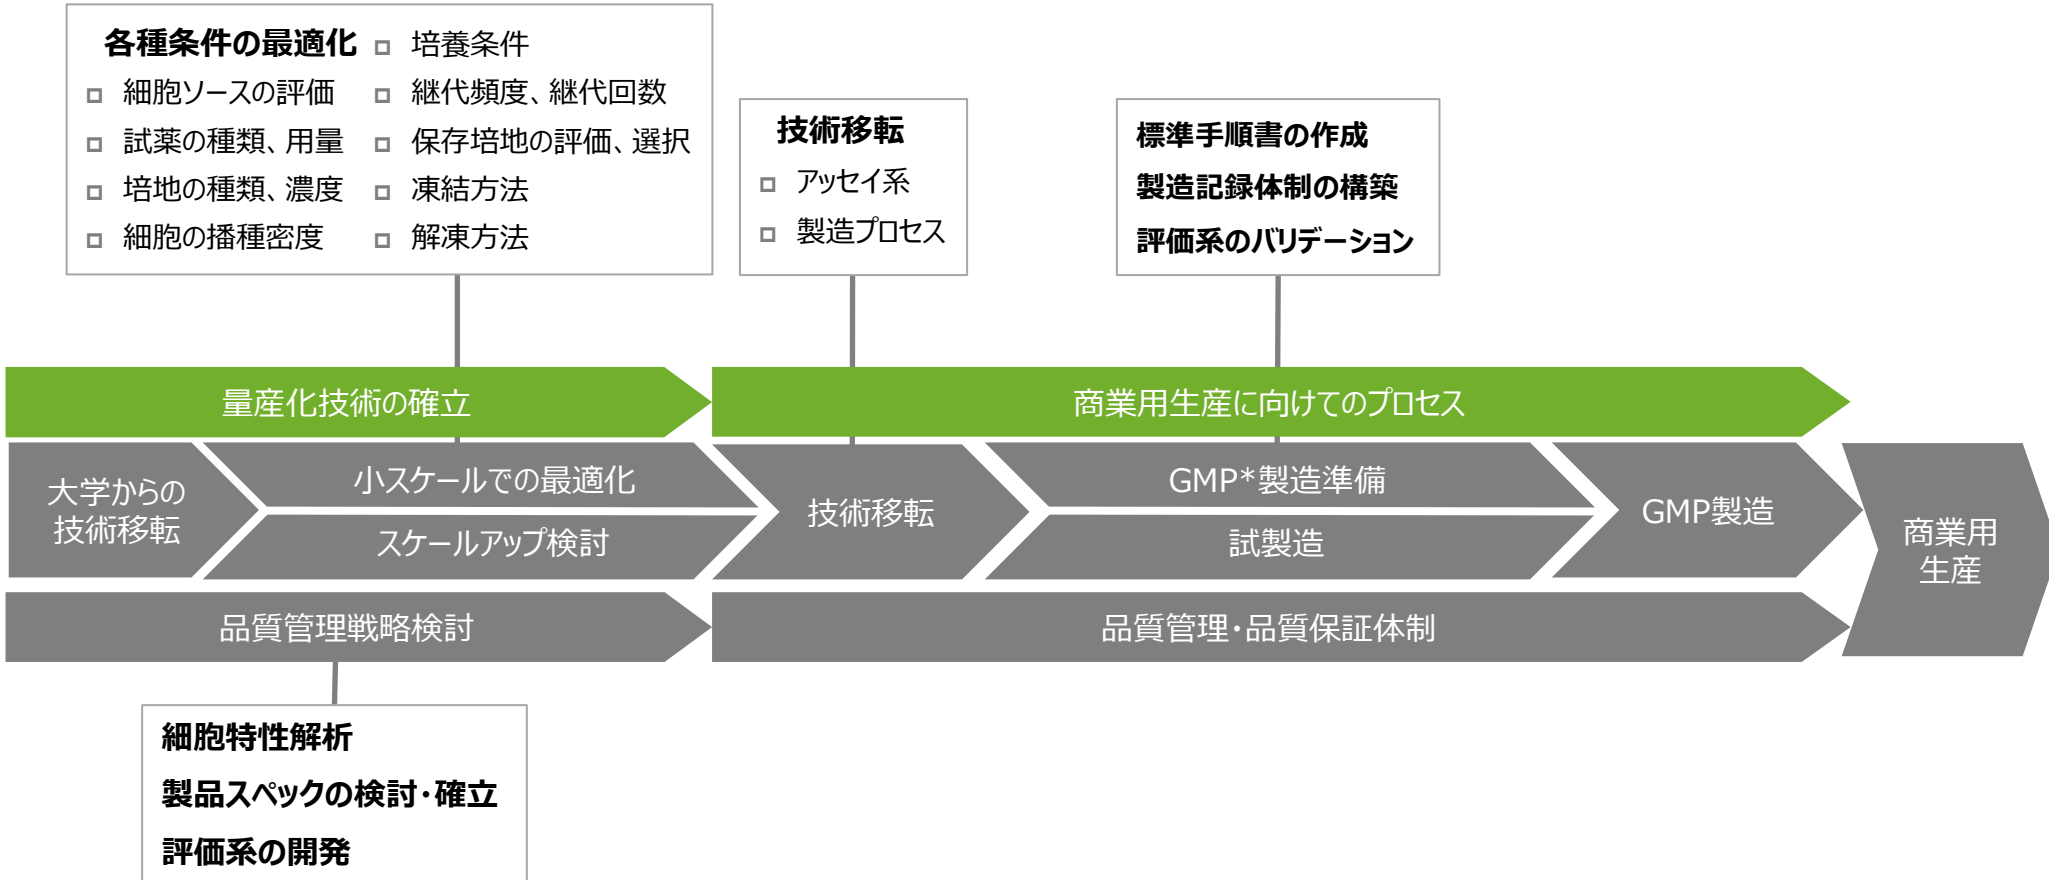 各種条件の最適化
細胞ソースの評価
試薬の種類、用量
培地の種類、濃度
細胞の播種密度
培養条件
継代頻度、継代回数
保存培地の評価、選択
凍結方法
解凍方法
技術移転
アッセイ系
製造プロセス
標準手順書の作成
製造記録体制の構築
評価系のバリデーション
量産化技術の確立
商業用生産に向けてのプロセス
大学からの
技術移転
小スケールでの最適化
スケールアップ検討
技術移転
GMP*製造準備
試製造
GMP製造
商業用
生産
品質管理戦略検討
品質管理・品質保証体制
細胞特性解析
製品スペックの検討・確立
評価系の開発